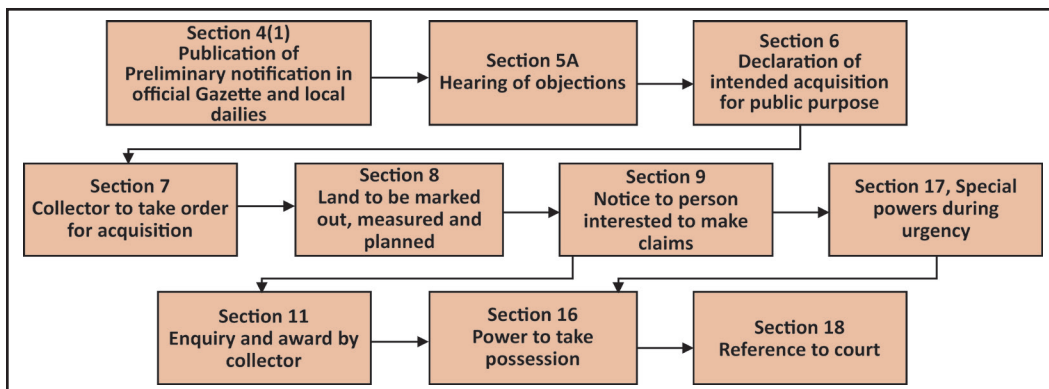 Section 4(1)
Publication of
Preliminary notification in
official Gazette and local
dailies
Section 5A
Hearing of objections
Section 6
Declaration of
intended acquisition
for public purpose
Section 7
Collector to take order
for acquisition
Section 8
Land to be marked
out, measured and
planned
Section 9
Notice to person
interested to make
claims
Section 17, Special
powers during
urgency
Section 11
Enquiry and award by
collector
Section 16
Power to take
possession
Section 18
Reference to court